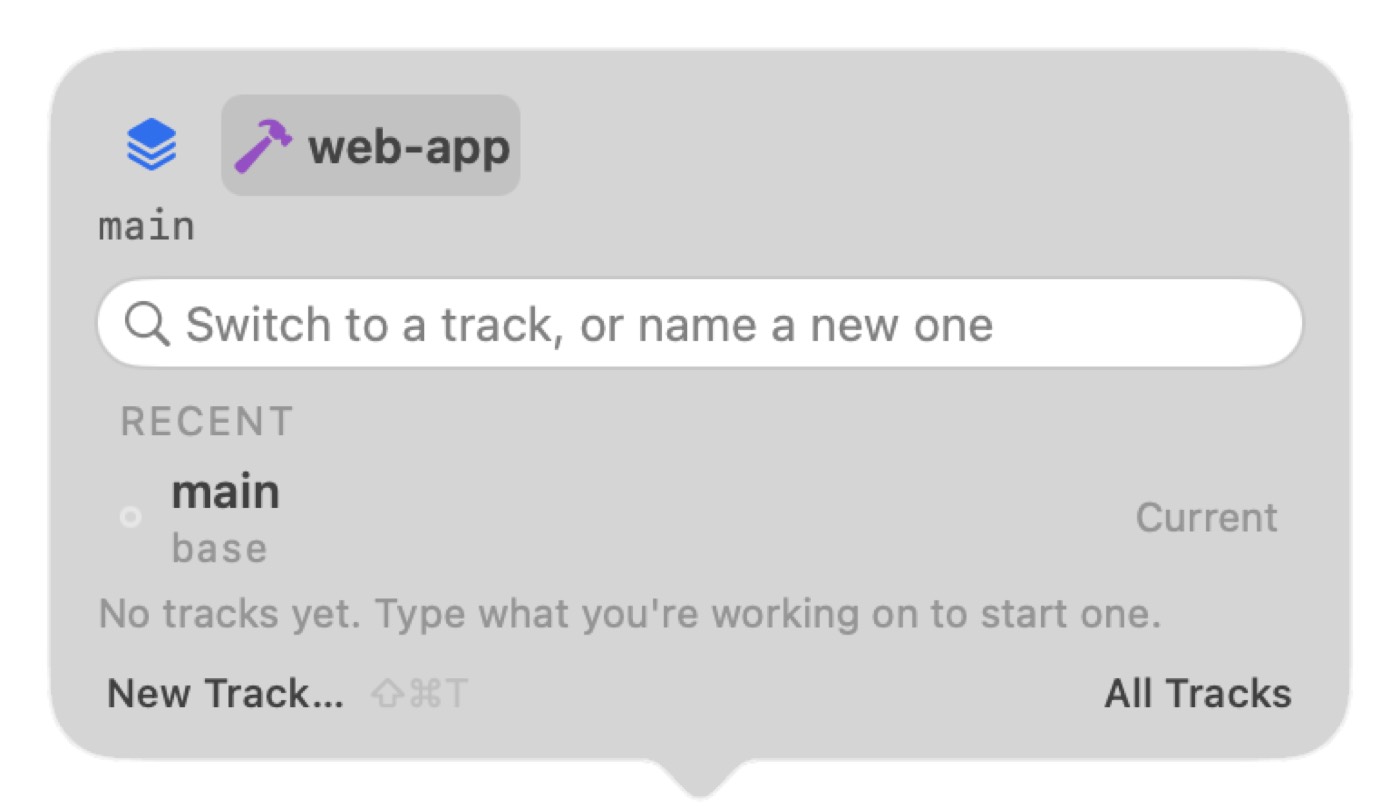 web-app
main
Switch to a track, or name a new one
RECENT
main
base
Current
No tracks yet. Type what you're working on to start one.
New Track... ⇧⌘T
All Tracks